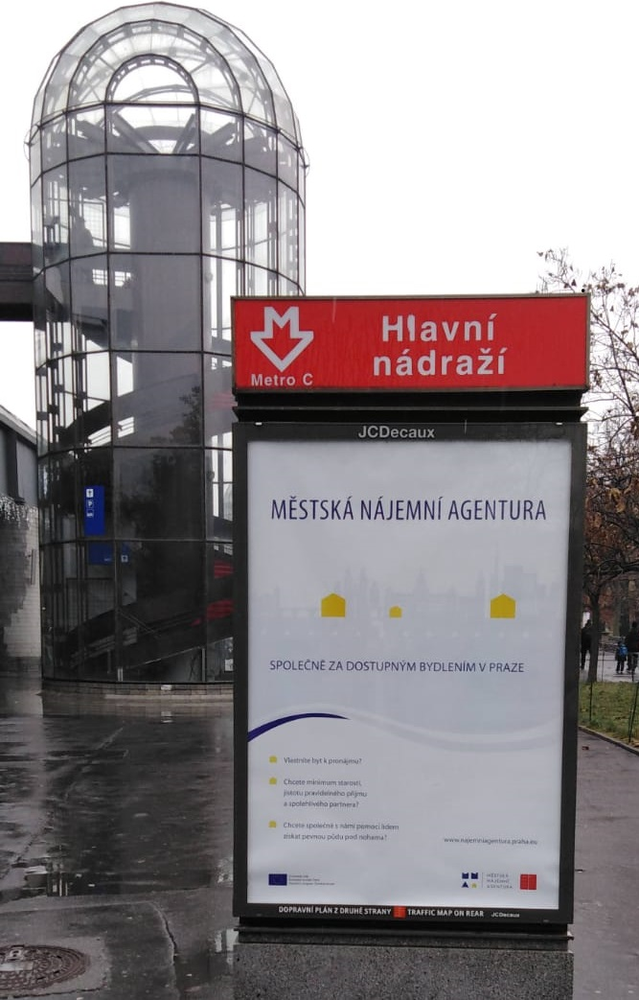 Metro C
Hlavní
nádraží
JCDecaux
MĚSTSKÁ NÁJEMNÍ AGENTURA
SPOLEČNĚ ZA DOSTUPNÝM BYDLENÍM V PRAZE
Vlastníte byt k pronájmu?
Chcete minimum starostí,
jistotu pravidelného příjmu
a spolehlivého partnera?
Chcete společně s námi pomoci lidem
získat pevnou půdu pod nohama?
www.najemniagentura.praha.eu
MĚSTSKÁ
NÁJEMNÍ
AGENTURA
DOPRAVNÍ PLÁN Z DRUHÉ STRANY TRAFFIC MAP ON REAR JCDecaux
P